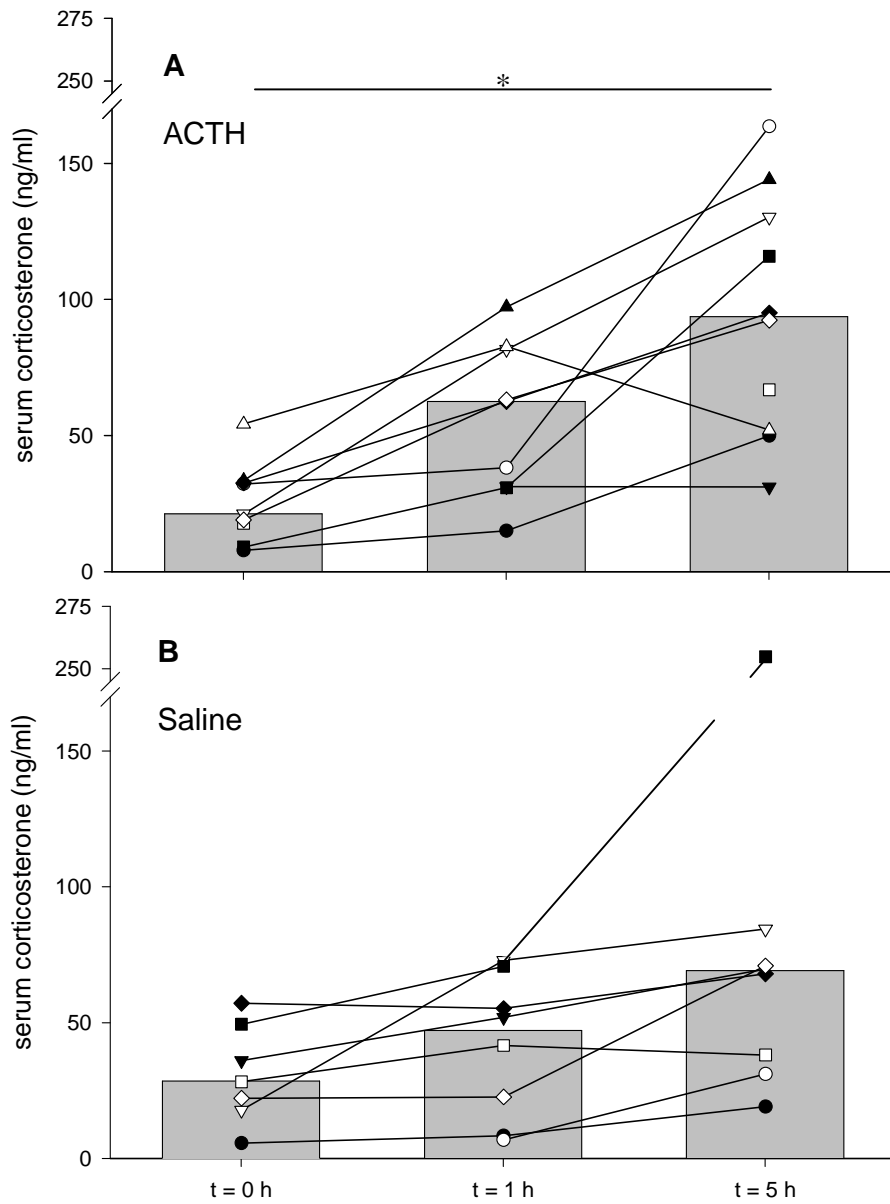 275
250
A
*
ACTH
150
100
50
0
serum corticosterone (ng/ml)
275
250
B
Saline
150
100
50
0
serum corticosterone (ng/ml)
t = 0 h
t = 1 h
t = 5 h